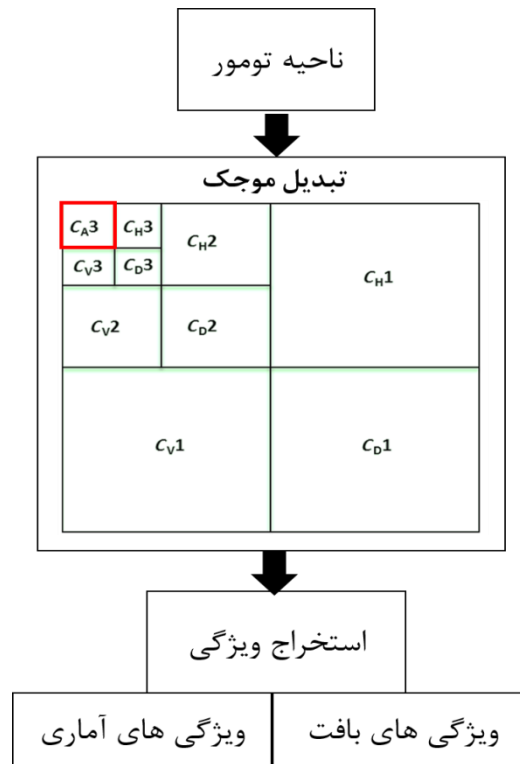 ناحیه تومور
تبدیل موجک
CA3 CH3 CH2 CH1
CV3 CD3
CV2 CD2
CV1 CD1
استخراج ویژگی
ویژگی های بافت
ویژگی های آماری